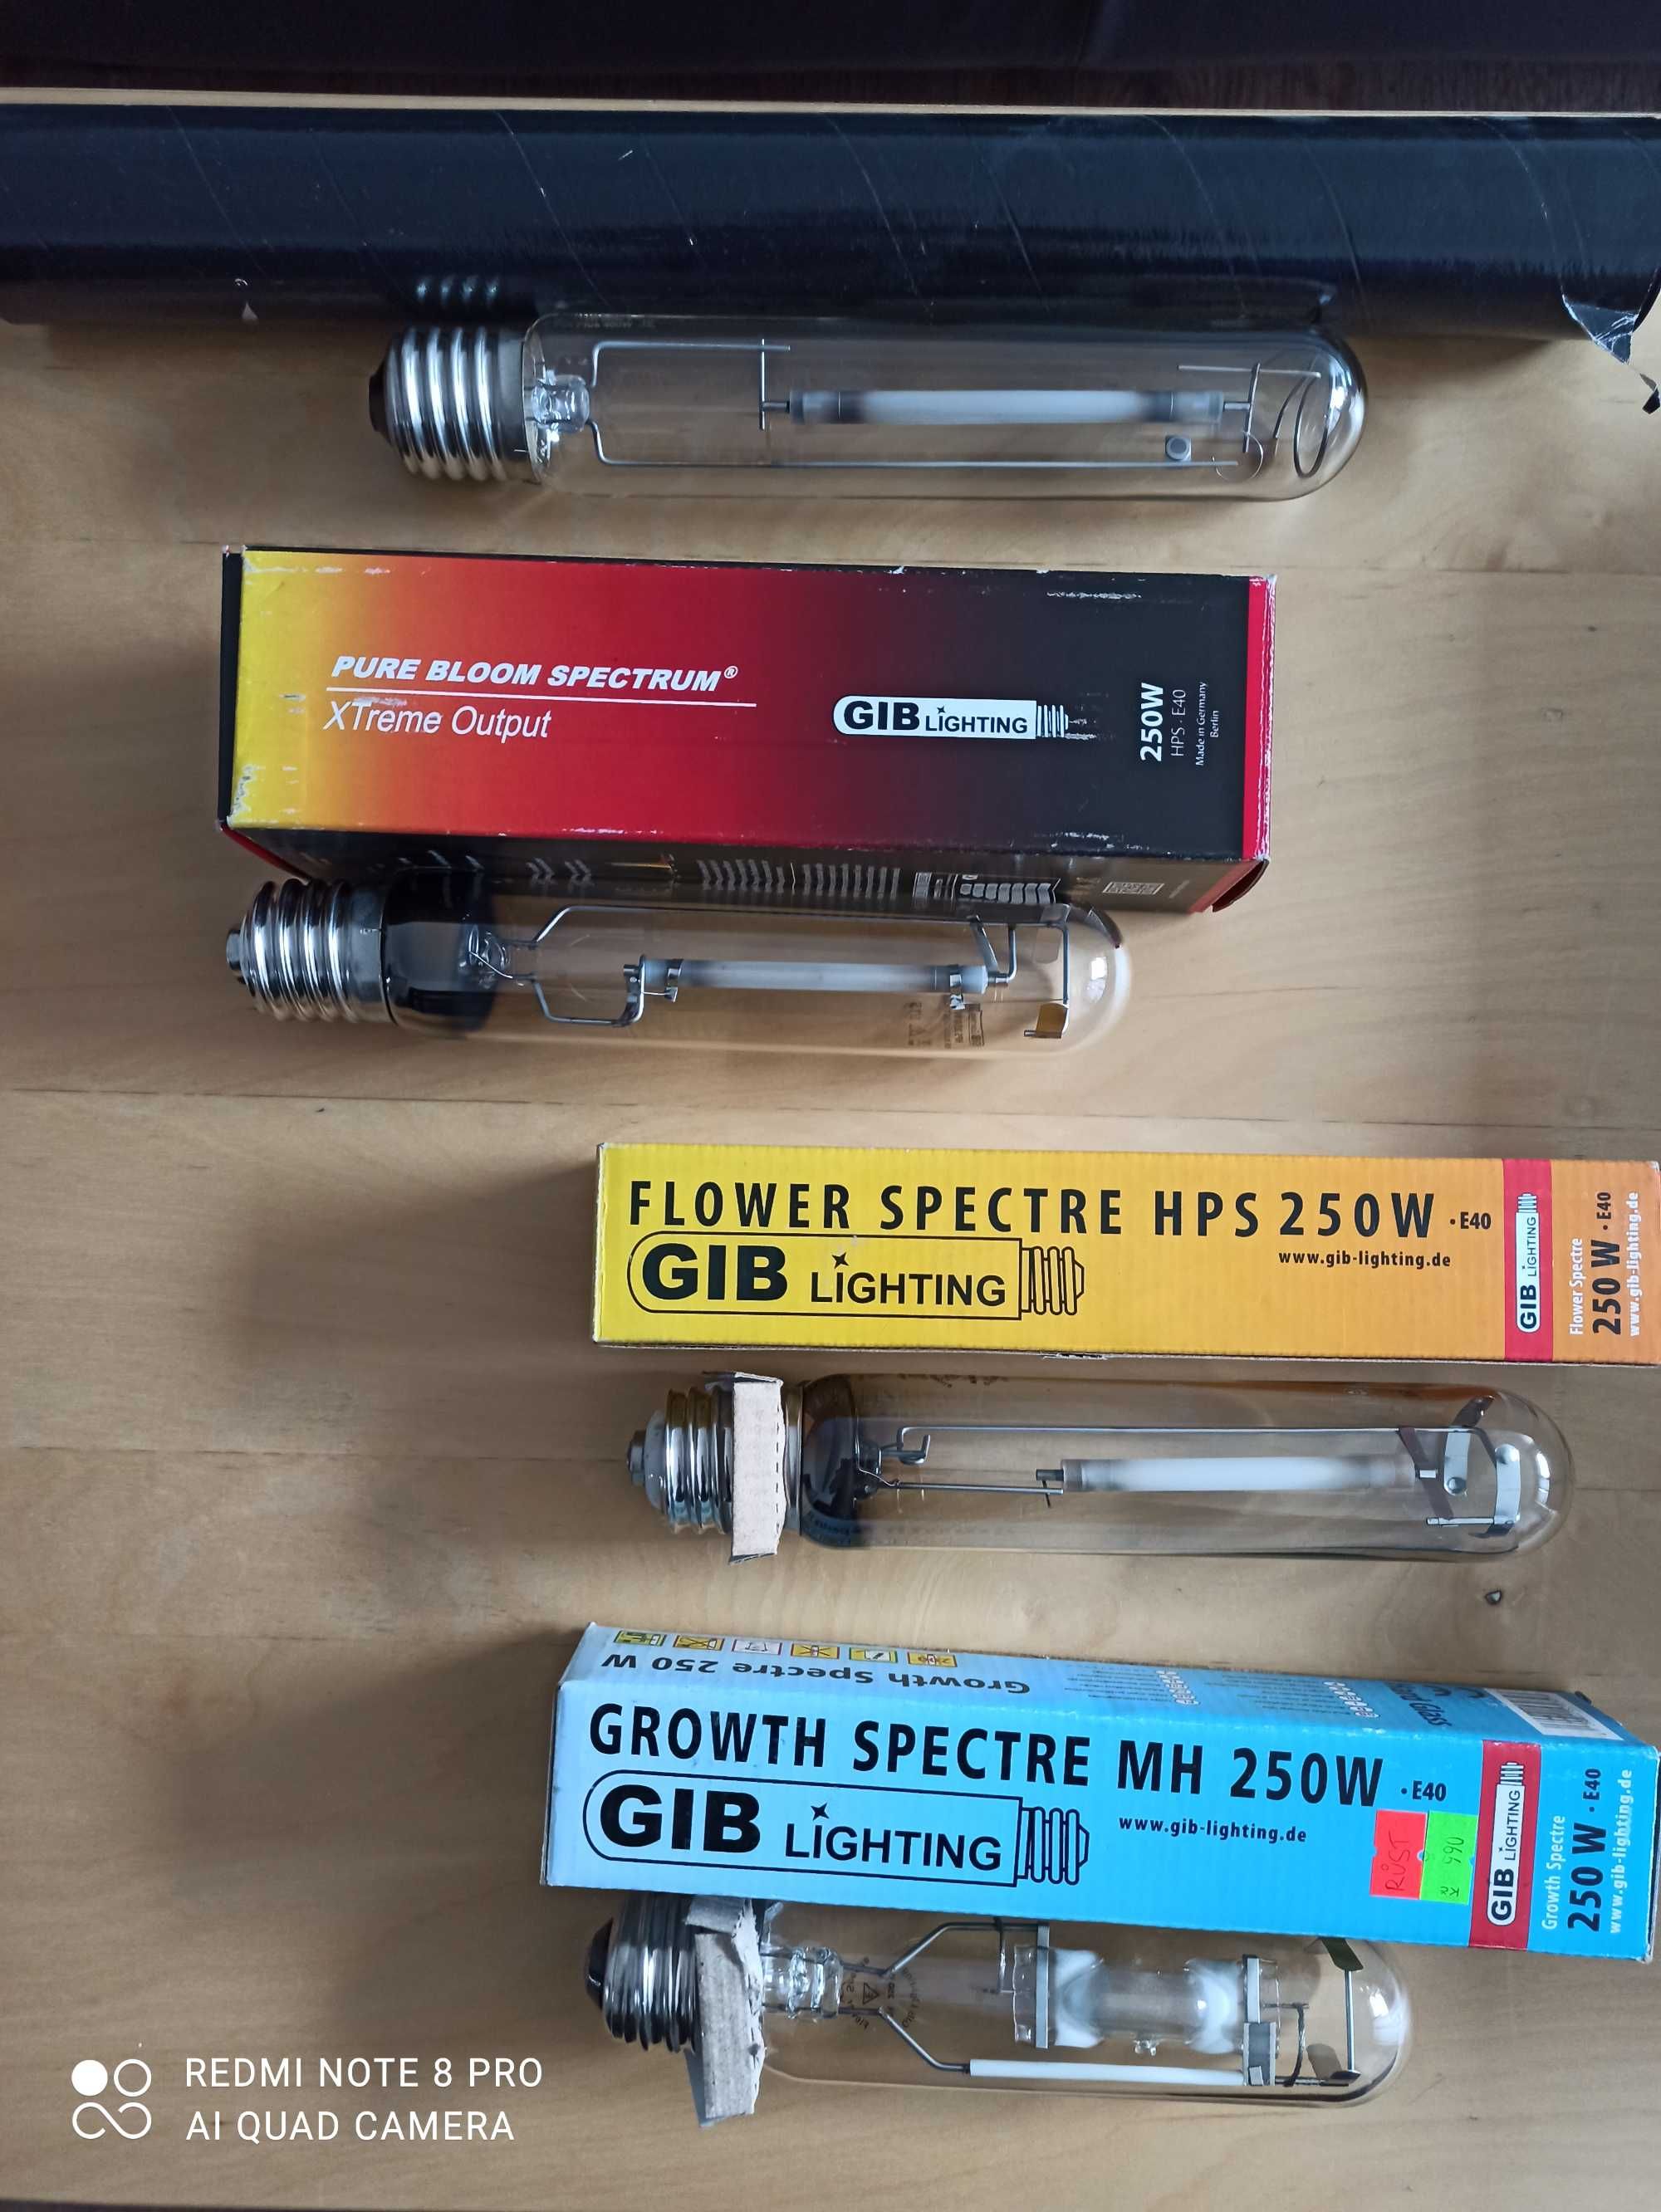 PURE BLOOM SPECTRUM®
XTreme Output
GIB LiGHTING
250W
HPS · E40
Made in Germany
Berlin
FLOWER SPECTRE HPS 250W · E40
GIB LiGHTING
www.gib-lighting.de
GIB LiGHTING
Flower Spectre
250 W · E40
www.gib-lighting.de
Growth Spectre 250 W
GROWTH SPECTRE MH 250W · E40
GIB LiGHTING
www.gib-lighting.de
RŮST
990
GIB LiGHTING
Growth Spectre
250 W · E40
www.gib-lighting.de
REDMI NOTE 8 PRO
AI QUAD CAMERA